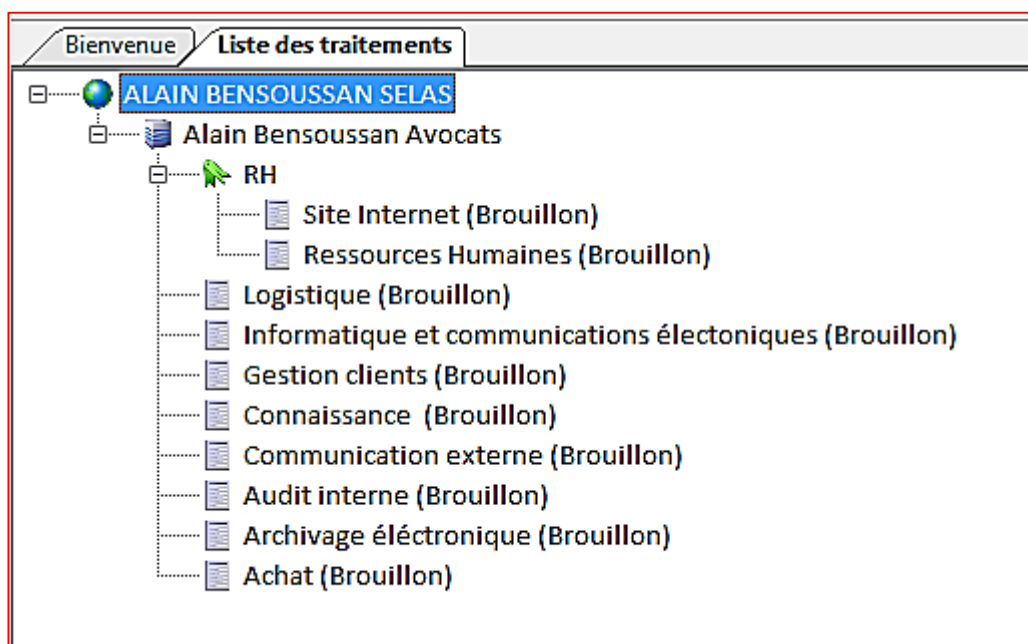 Bienvenue Liste des traitements
ALAIN BENSOUSSAN SELAS
Alain Bensoussan Avocats
RH
Site Internet (Brouillon)
Ressources Humaines (Brouillon)
Logistique (Brouillon)
Informatique et communications électoniques (Brouillon)
Gestion clients (Brouillon)
Connaissance (Brouillon)
Communication externe (Brouillon)
Audit interne (Brouillon)
Archivage éléctronique (Brouillon)
Achat (Brouillon)